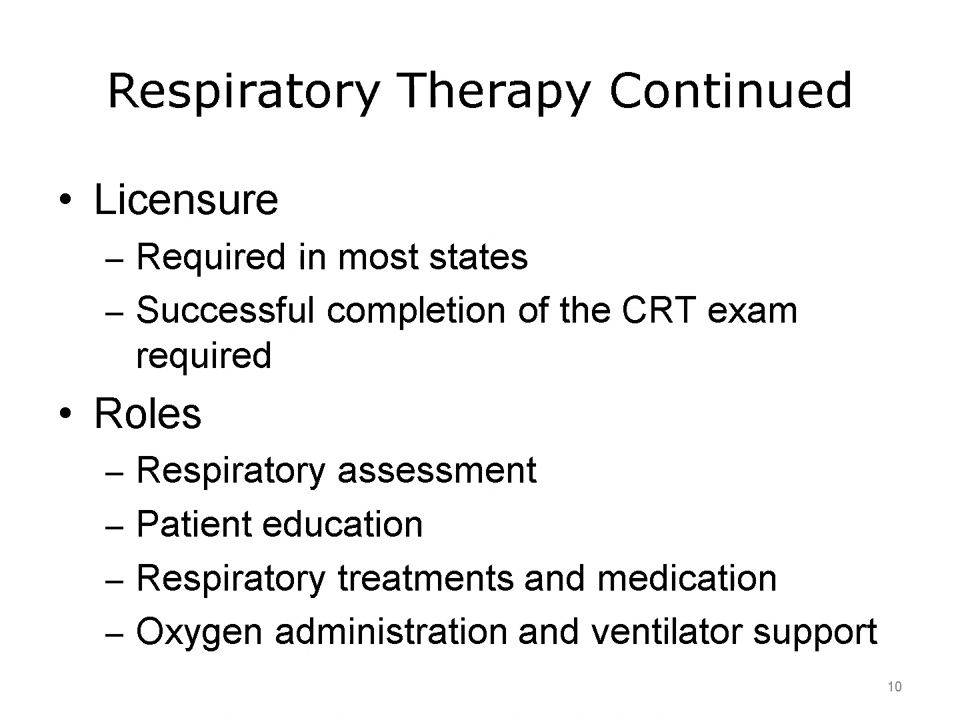 Respiratory Therapy Continued
• Licensure
– Required in most states
– Successful completion of the CRT exam
required
• Roles
– Respiratory assessment
– Patient education
– Respiratory treatments and medication
– Oxygen administration and ventilator support
10